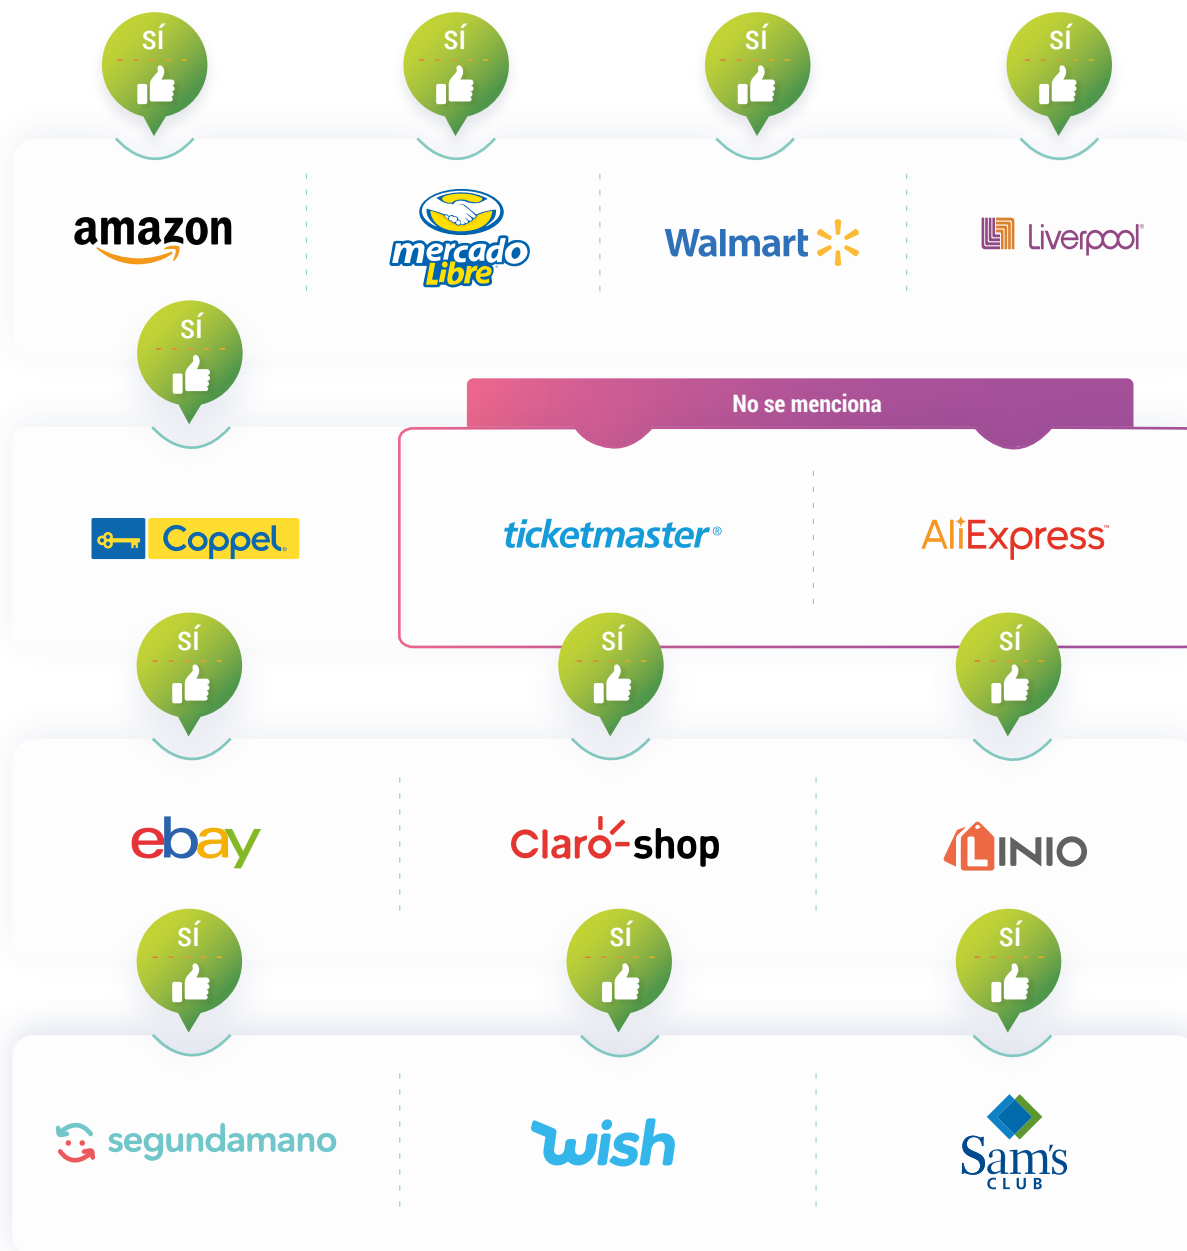 SÍ
SÍ
SÍ
SÍ
amazon
mercado
Libre
Walmart
Liverpool®
SÍ
No se menciona
Coppel
ticketmaster®
AliExpress™
SÍ
SÍ
SÍ
ebay
Claro-shop
LINIO
SÍ
SÍ
SÍ
segundamano
wish
Sam's
CLUB